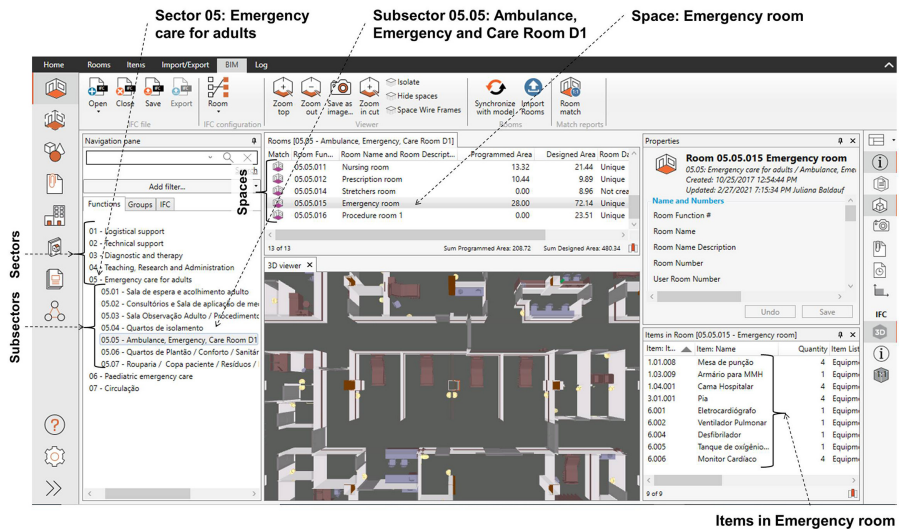 Sector 05: Emergency care for adults
Subsector 05.05: Ambulance, Emergency and Care Room D1
Space: Emergency room
Home Rooms Items Import/Export BIM Log
Open Close Save Export
Room
Zoom top
Zoom out
Save as image...
Zoom in cut
Isolate
Hide spaces
Space Wire Frames
Synchronize with model
Import Rooms
Room match
IFC file IFC configuration Viewer Rooms Match reports
Navigation pane
Add filter...
Functions Groups IFC
Sectors
01 - Logistical support
02 - Technical support
03 - Diagnostic and therapy
04 - Teaching, Research and Administration
05 - Emergency care for adults
Subsectors
05.01 - Sala de espera e acolhimento adulto
05.02 - Consultórios e Sala de aplicação de me
05.03 - Sala Observação Adulto / Procedimento
05.04 - Quartos de isolamento
05.05 - Ambulance, Emergency, Care Room D1
05.06 - Quartos de Plantão / Conforto / Sanitár
05.07 - Rouparia / Copa paciente / Resíduos /
06 - Paediatric emergency care
07 - Circulação
Spaces
Rooms [05.05 - Ambulance, Emergency, Care Room D1]
Match Room Fun... Room Name and Room Descript... Programmed Area Designed Area Room Da
05.05.011 Nursing room 13.32 21.44 Unique
05.05.012 Prescription room 10.44 9.89 Unique
05.05.014 Stretchers room 0.00 8.96 Not crea
05.05.015 Emergency room 28.00 72.14 Unique
05.05.016 Procedure room 1 0.00 23.51 Unique
13 of 13 Sum Programmed Area: 208.72 Sum Designed Area: 480.34
3D viewer
Properties
Room 05.05.015 Emergency room
05.05: Emergency care for adults / Ambulance, Eme
Created: 10/25/2017 12:54:44 PM
Updated: 2/27/2021 7:15:34 PM Juliana Baldauf
Name and Numbers
Room Function #
Room Name
Room Name Description
Room Number
User Room Number
Undo Save
IFC
3D
1:1
Items in Room [05.05.015 - Emergency room]
Item: It... Item: Name Quantity Item List
1.01.008 Mesa de punção 4 Equipme
1.03.009 Armário para MMH 1 Equipme
1.04.001 Cama Hospitalar 4 Equipme
3.01.001 Pia 4 Equipme
6.001 Eletrocardiógrafo 1 Equipme
6.002 Ventilador Pulmonar 1 Equipme
6.004 Desfibrilador 1 Equipme
6.005 Tanque de oxigênio... 1 Equipme
6.006 Monitor Cardíaco 4 Equipme
9 of 9
Items in Emergency room